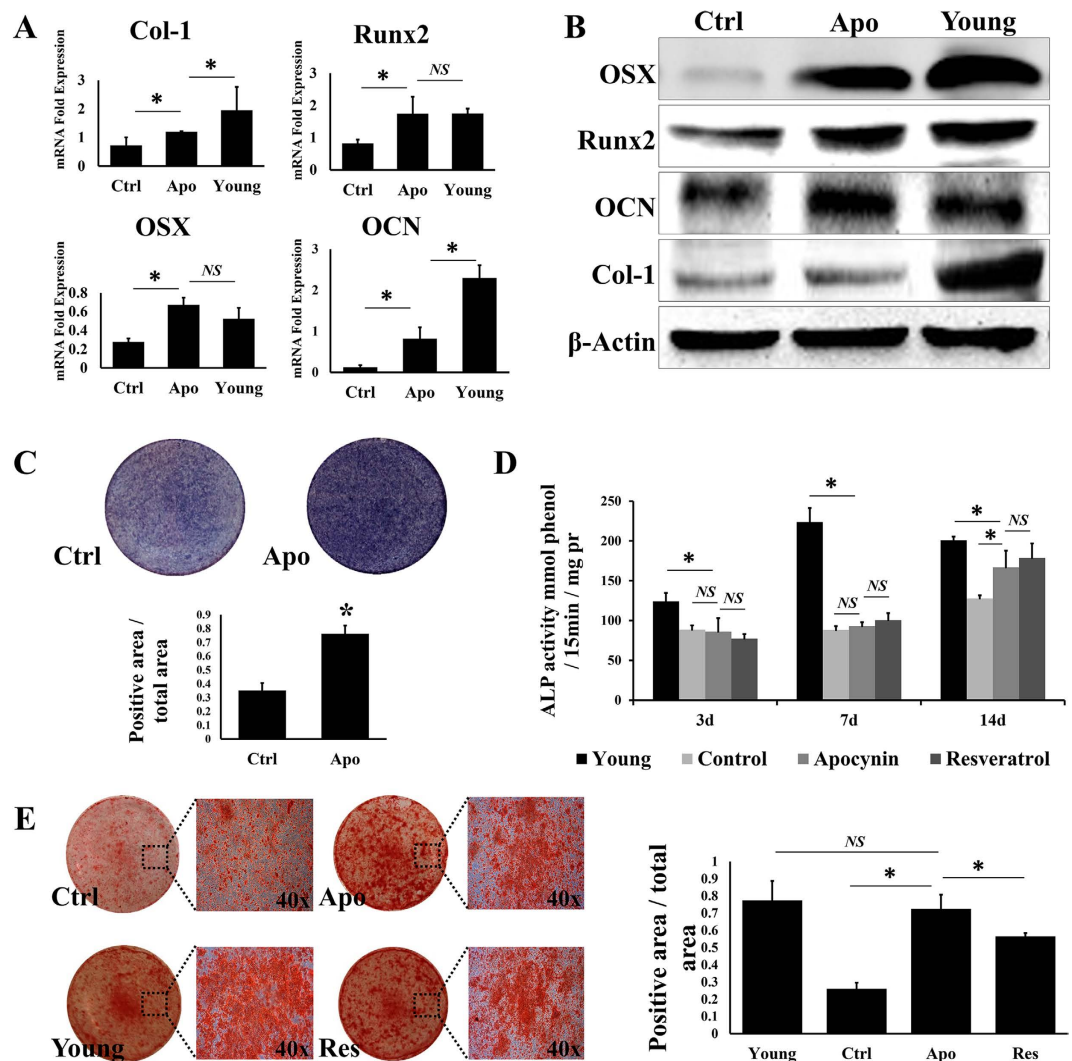 A
Col-1
mRNA Fold Expression
3
2
1
0
*
*
Ctrl
Apo
Young
Runx2
mRNA Fold Expression
3
2
1
0
*
NS
Ctrl
Apo
Young
OSX
mRNA Fold Expression
0.8
0.6
0.4
0.2
0
*
NS
Ctrl
Apo
Young
OCN
mRNA Fold Expression
3
2
1
0
*
*
Ctrl
Apo
Young
B
Ctrl
Apo
Young
OSX
Runx2
OCN
Col-1
β-Actin
C
Ctrl
Apo
Positive area /
total area
0.9
0.8
0.7
0.6
0.5
0.4
0.3
0.2
0.1
0
*
Ctrl
Apo
D
ALP activity mmol phenol
/ 15min / mg pr
250
200
150
100
50
0
*
NS
NS
*
NS
NS
*
*
NS
3d
7d
14d
Young
Control
Apocynin
Resveratrol
E
Ctrl
40x
Apo
40x
Young
40x
Res
40x
Positive area / total
area
1
0.9
0.8
0.7
0.6
0.5
0.4
0.3
0.2
0.1
0
NS
*
*
Young
Ctrl
Apo
Res